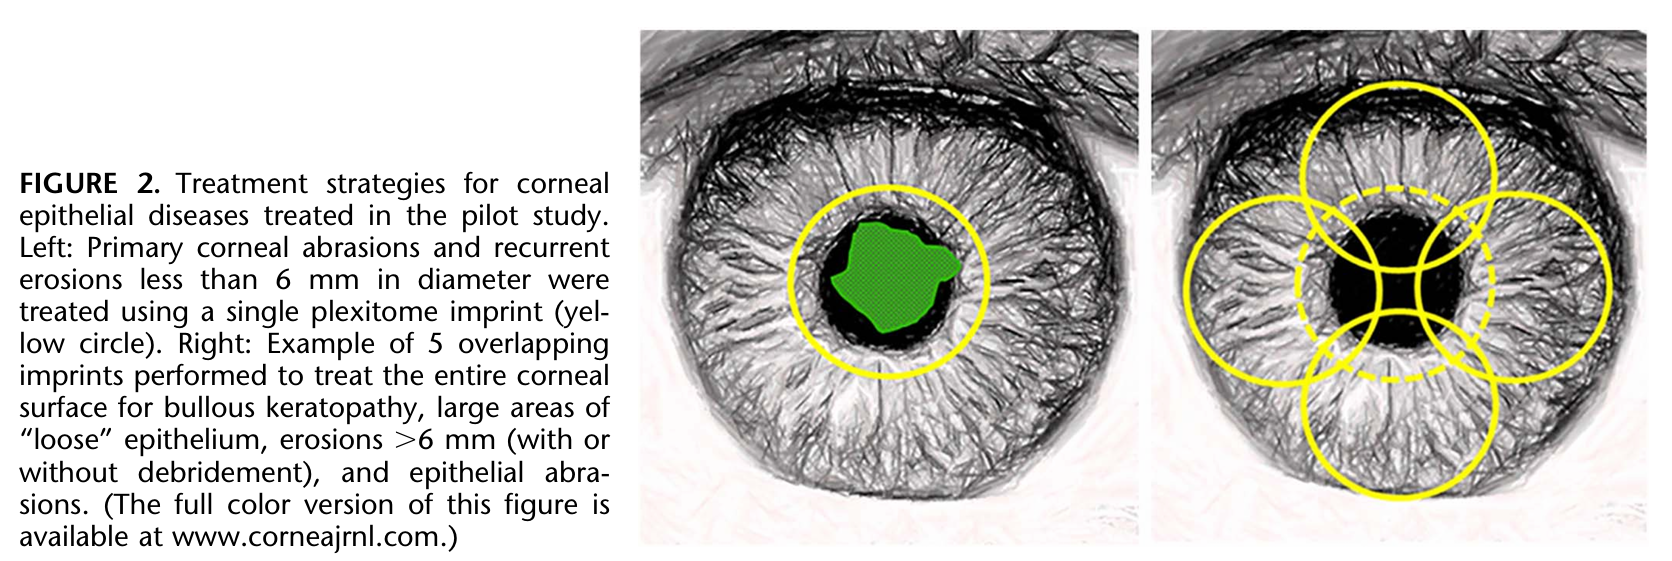 FIGURE 2. Treatment strategies for corneal
epithelial diseases treated in the pilot study.
Left: Primary corneal abrasions and recurrent
erosions less than 6 mm in diameter were
treated using a single plexitome imprint (yel-
low circle). Right: Example of 5 overlapping
imprints performed to treat the entire corneal
surface for bullous keratopathy, large areas of
“loose” epithelium, erosions >6 mm (with or
without debridement), and epithelial abra-
sions. (The full color version of this figure is
available at www.corneajrnl.com.)